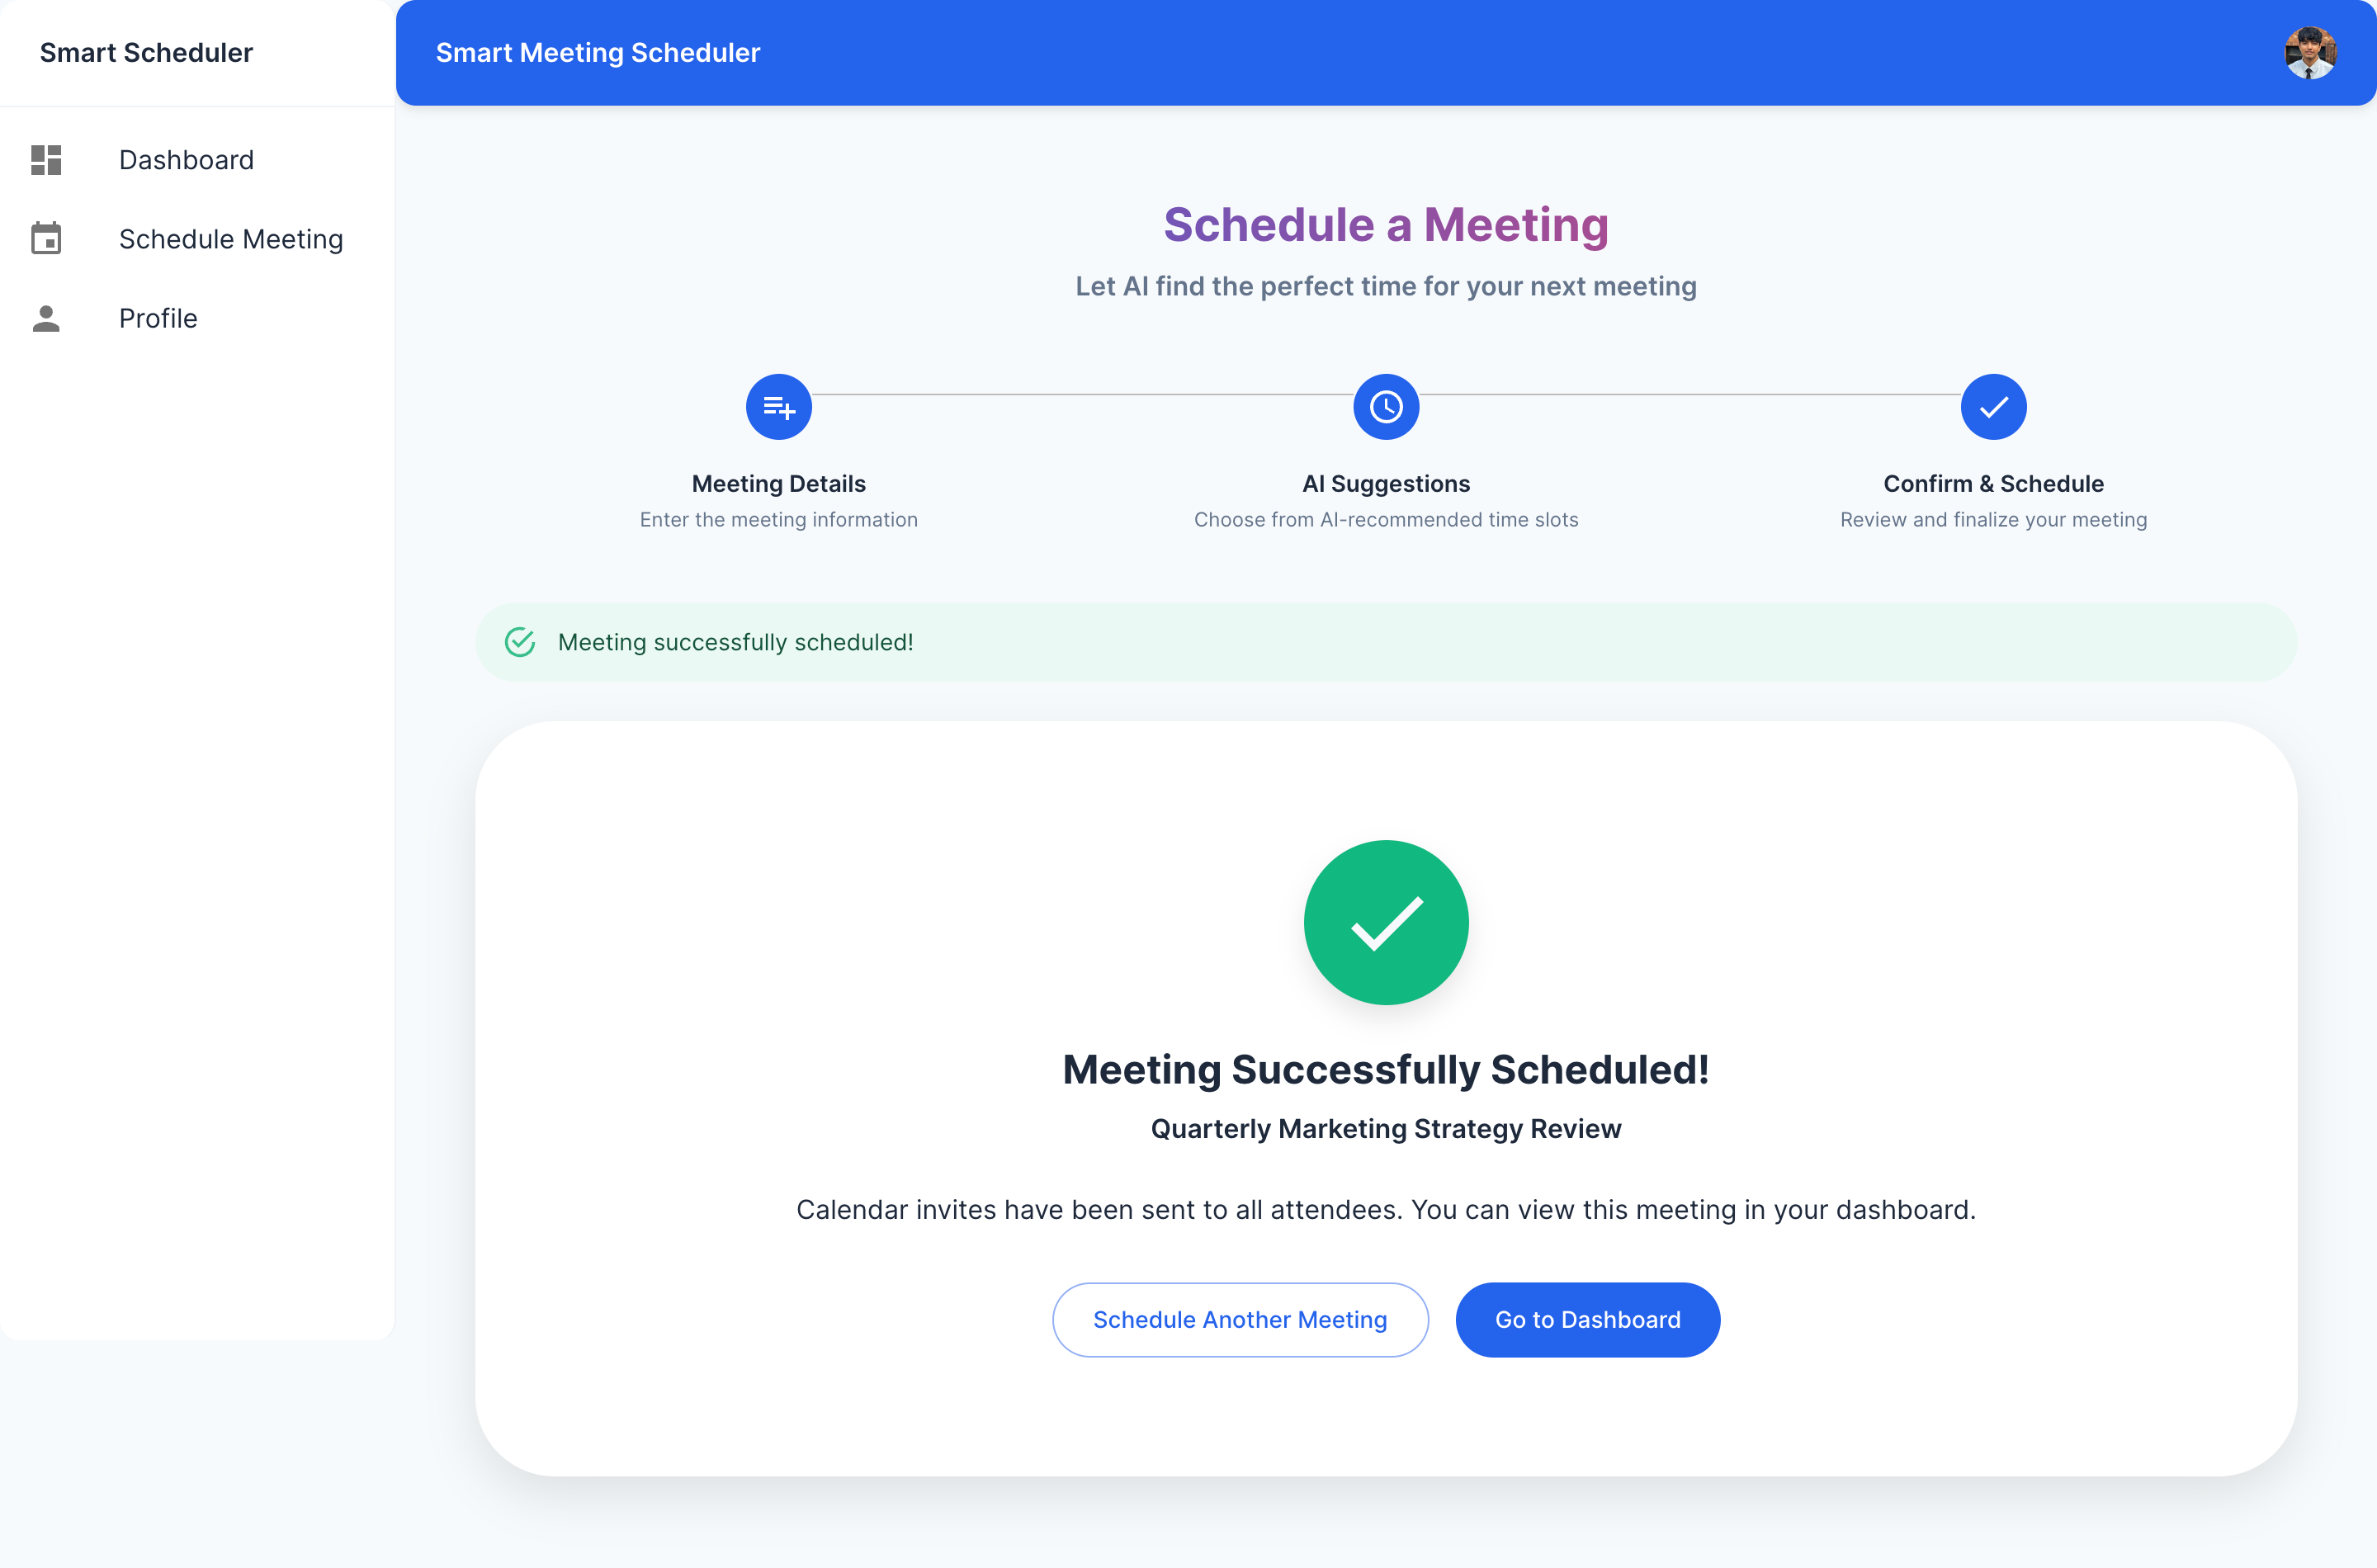 Smart Scheduler
Dashboard
Schedule Meeting
Profile
Smart Meeting Scheduler
Schedule a Meeting
Let AI find the perfect time for your next meeting
Meeting Details
Enter the meeting information
AI Suggestions
Choose from AI-recommended time slots
Confirm & Schedule
Review and finalize your meeting
Meeting successfully scheduled!
Meeting Successfully Scheduled!
Quarterly Marketing Strategy Review
Calendar invites have been sent to all attendees. You can view this meeting in your dashboard.
Schedule Another Meeting
Go to Dashboard